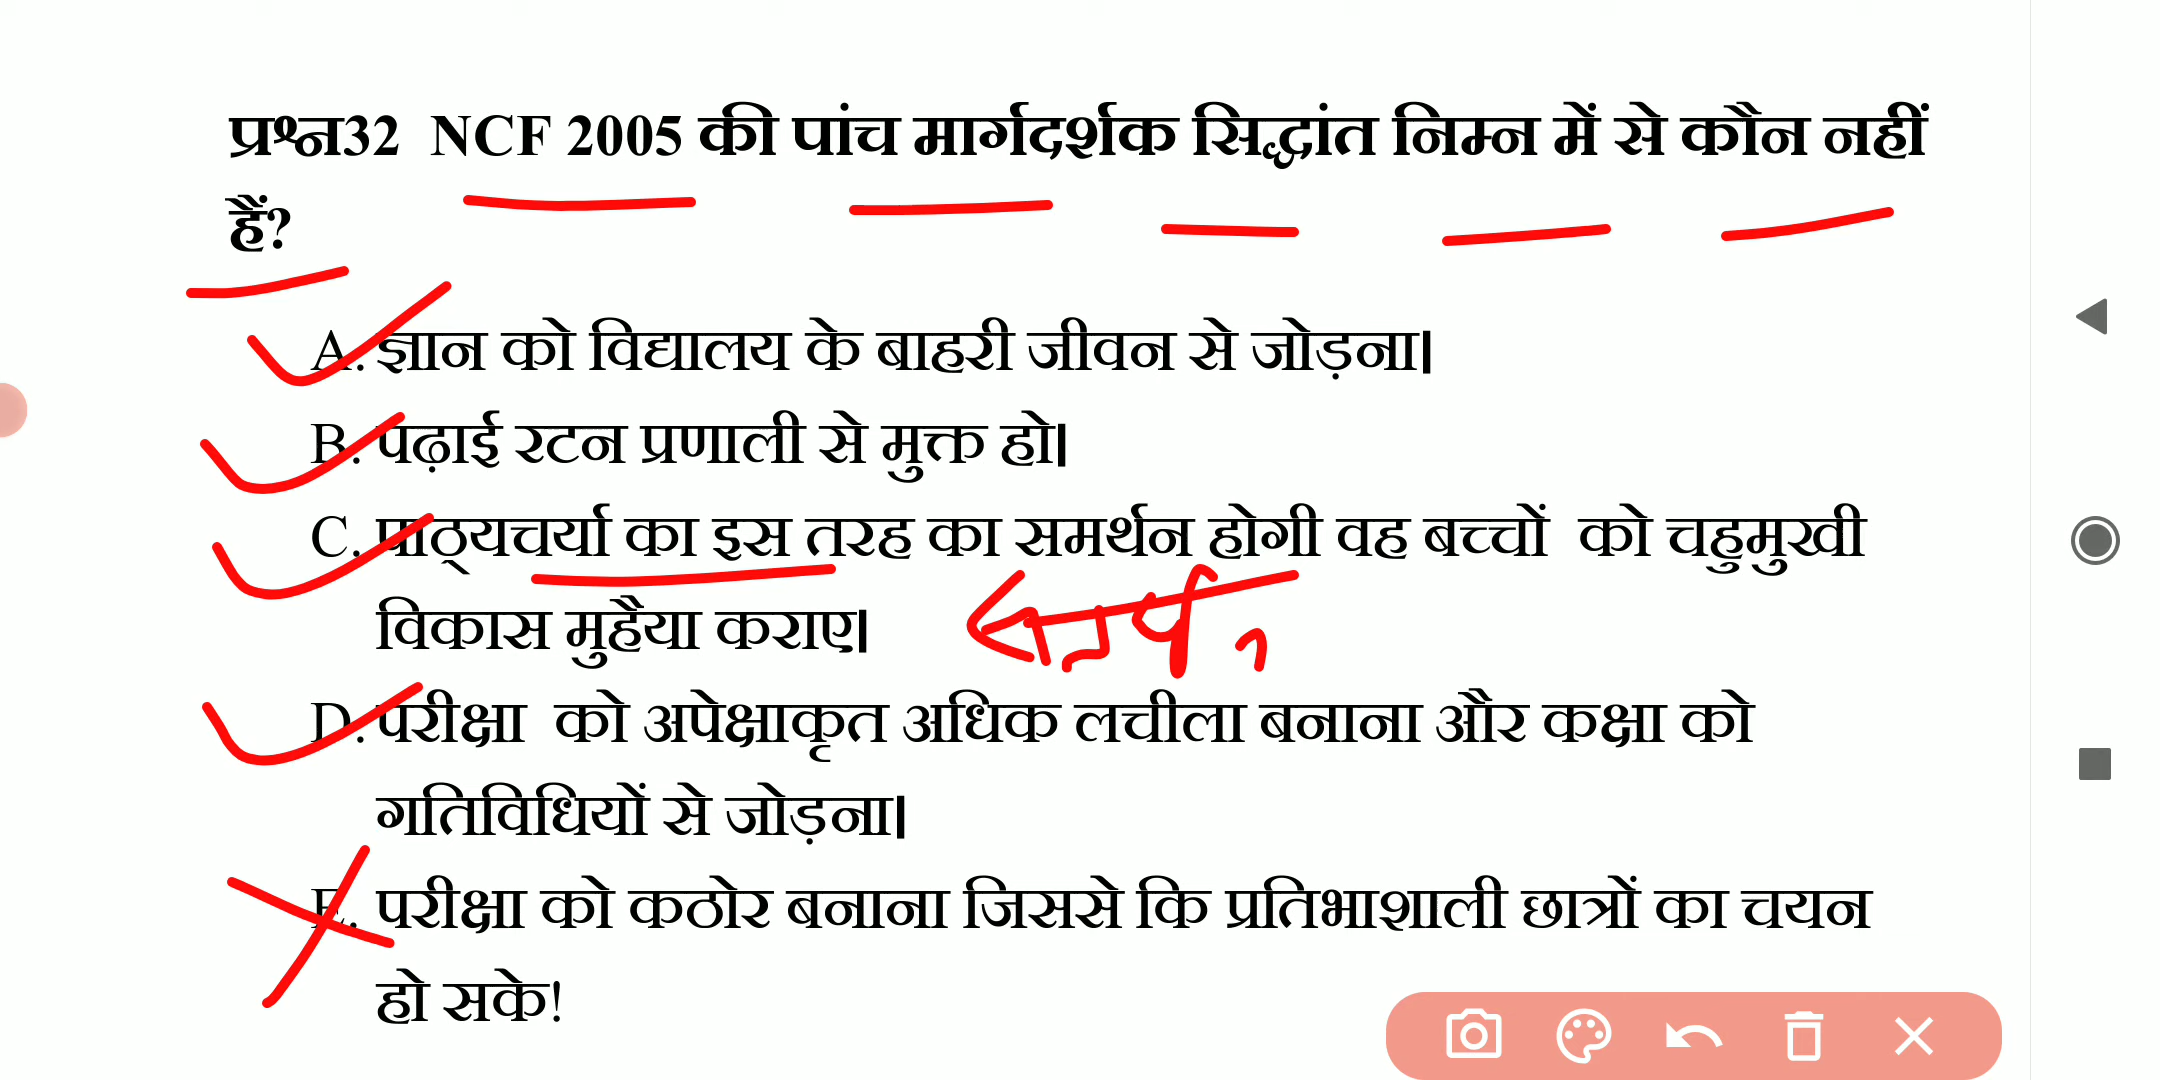 प्रश्न32 NCF 2005 की पांच मार्गदर्शक सिद्धांत निम्न में से कौन नहीं
हैं?
A. ज्ञान को विद्यालय के बाहरी जीवन से जोड़ना।
B. पढ़ाई रटन प्रणाली से मुक्त हो।
C. पाठ्यचर्या का इस तरह का समर्थन होगी वह बच्चों को चहुमुखी
विकास मुहैया कराए।
D. परीक्षा को अपेक्षाकृत अधिक लचीला बनाना और कक्षा को
गतिविधियों से जोड़ना।
E. परीक्षा को कठोर बनाना जिससे कि प्रतिभाशाली छात्रों का चयन
हो सके!